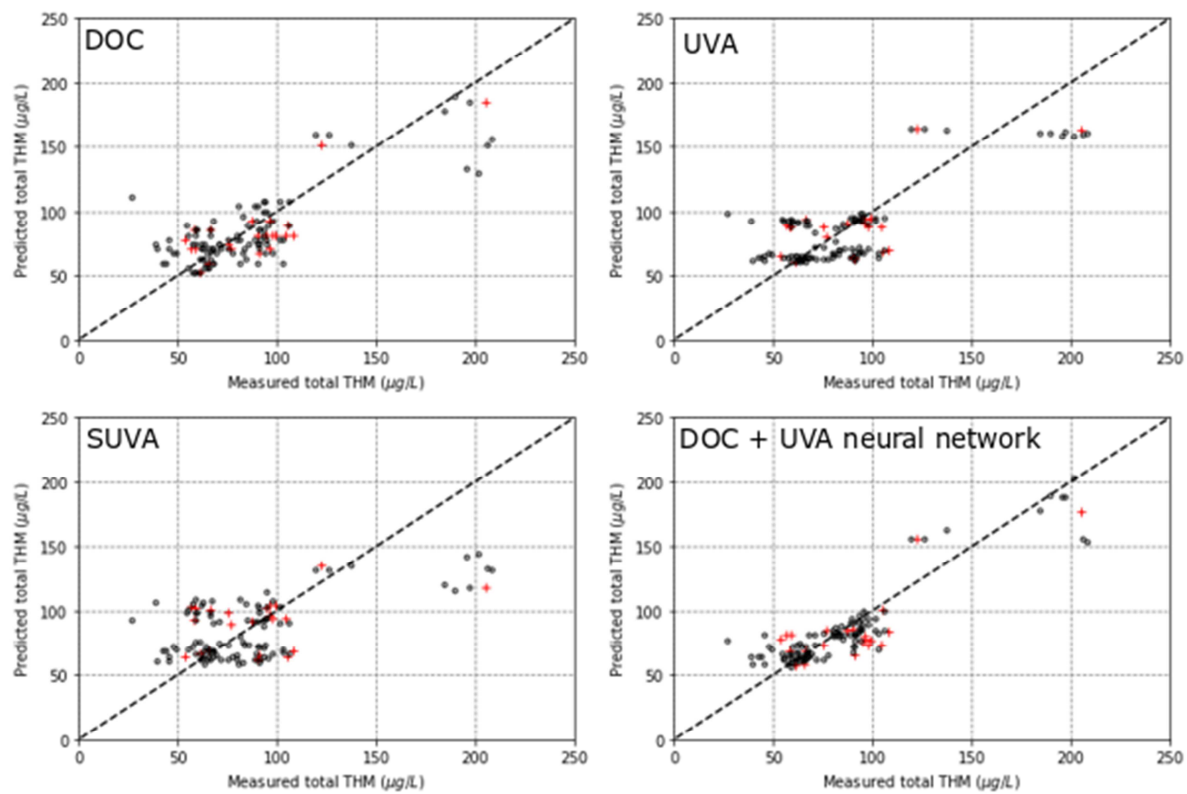 DOC
250
200
150
100
50
0
Predicted total THM (µg/L)
0 50 100 150 200 250
Measured total THM (µg/L)
UVA
250
200
150
100
50
0
Predicted total THM (µg/L)
0 50 100 150 200 250
Measured total THM (µg/L)
SUVA
250
200
150
100
50
0
Predicted total THM (µg/L)
0 50 100 150 200 250
Measured total THM (µg/L)
DOC + UVA neural network
250
200
150
100
50
0
Predicted total THM (µg/L)
0 50 100 150 200 250
Measured total THM (µg/L)